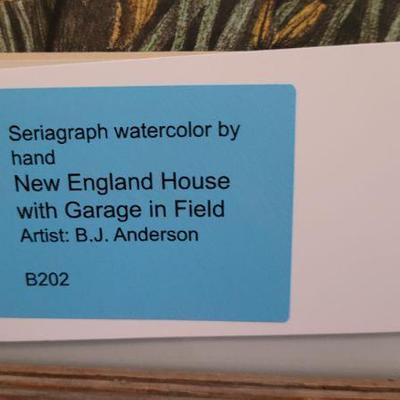 Seriagraph watercolor by
hand
New England House
with Garage in Field
Artist: B.J. Anderson
B202